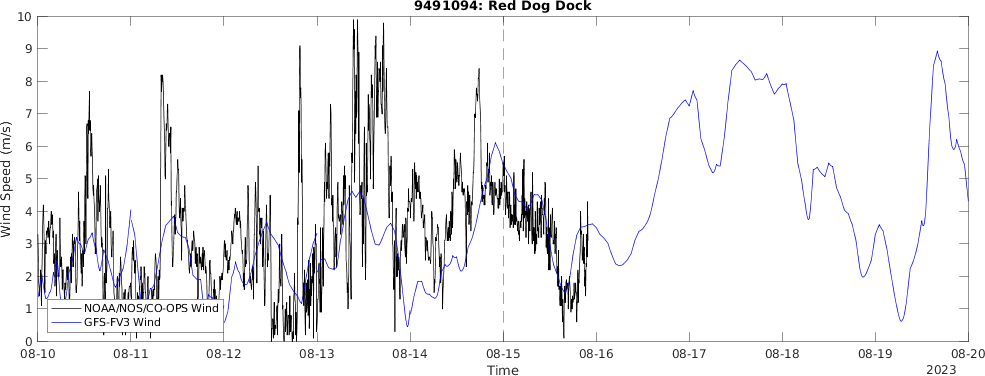 9491094: Red Dog Dock
Wind Speed (m/s)
10
9
8
7
6
5
4
3
2
1
0
NOAA/NOS/CO-OPS Wind
GFS-FV3 Wind
08-10 08-11 08-12 08-13 08-14 08-15 08-16 08-17 08-18 08-19 08-20
Time
2023